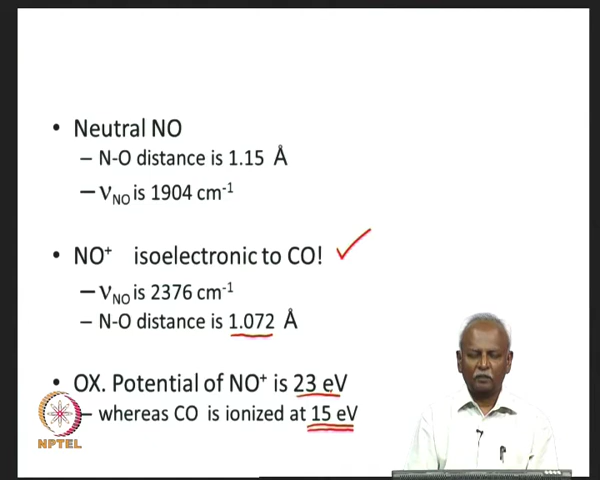 • Neutral NO
– N-O distance is 1.15 Å
– νNO is 1904 cm-1
• NO+ isoelectronic to CO!
– νNO is 2376 cm-1
– N-O distance is 1.072 Å
• OX. Potential of NO+ is 23 eV
– whereas CO is ionized at 15 eV
NPTEL